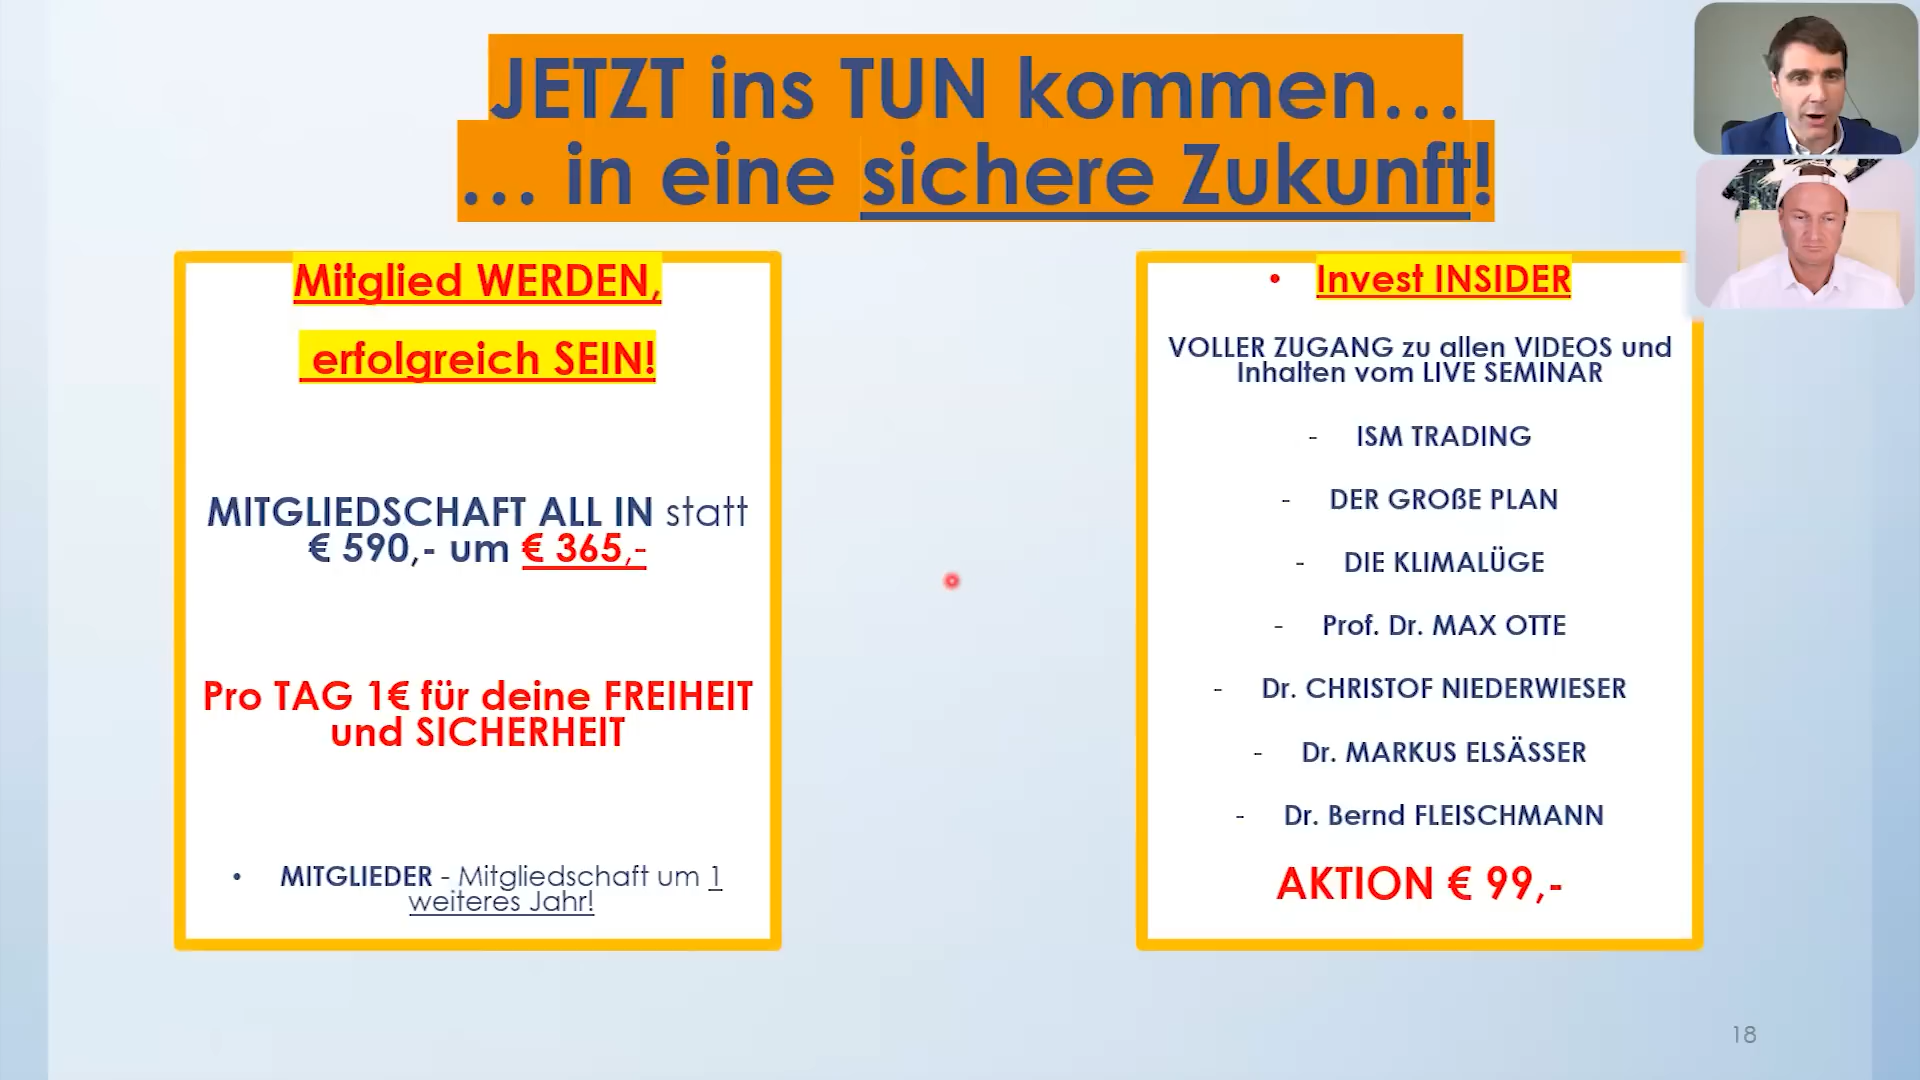 JETZT ins TUN kommen…
… in eine sichere Zukunft!
Mitglied WERDEN,
erfolgreich SEIN!
MITGLIEDSCHAFT ALL IN statt
€ 590,- um € 365,-
Pro TAG 1€ für deine FREIHEIT
und SICHERHEIT
• MITGLIEDER - Mitgliedschaft um 1
weiteres Jahr!
• Invest INSIDER
VOLLER ZUGANG zu allen VIDEOS und
Inhalten vom LIVE SEMINAR
- ISM TRADING
- DER GROßE PLAN
- DIE KLIMALÜGE
- Prof. Dr. MAX OTTE
- Dr. CHRISTOF NIEDERWIESER
- Dr. MARKUS ELSÄSSER
- Dr. Bernd FLEISCHMANN
AKTION € 99,-
18